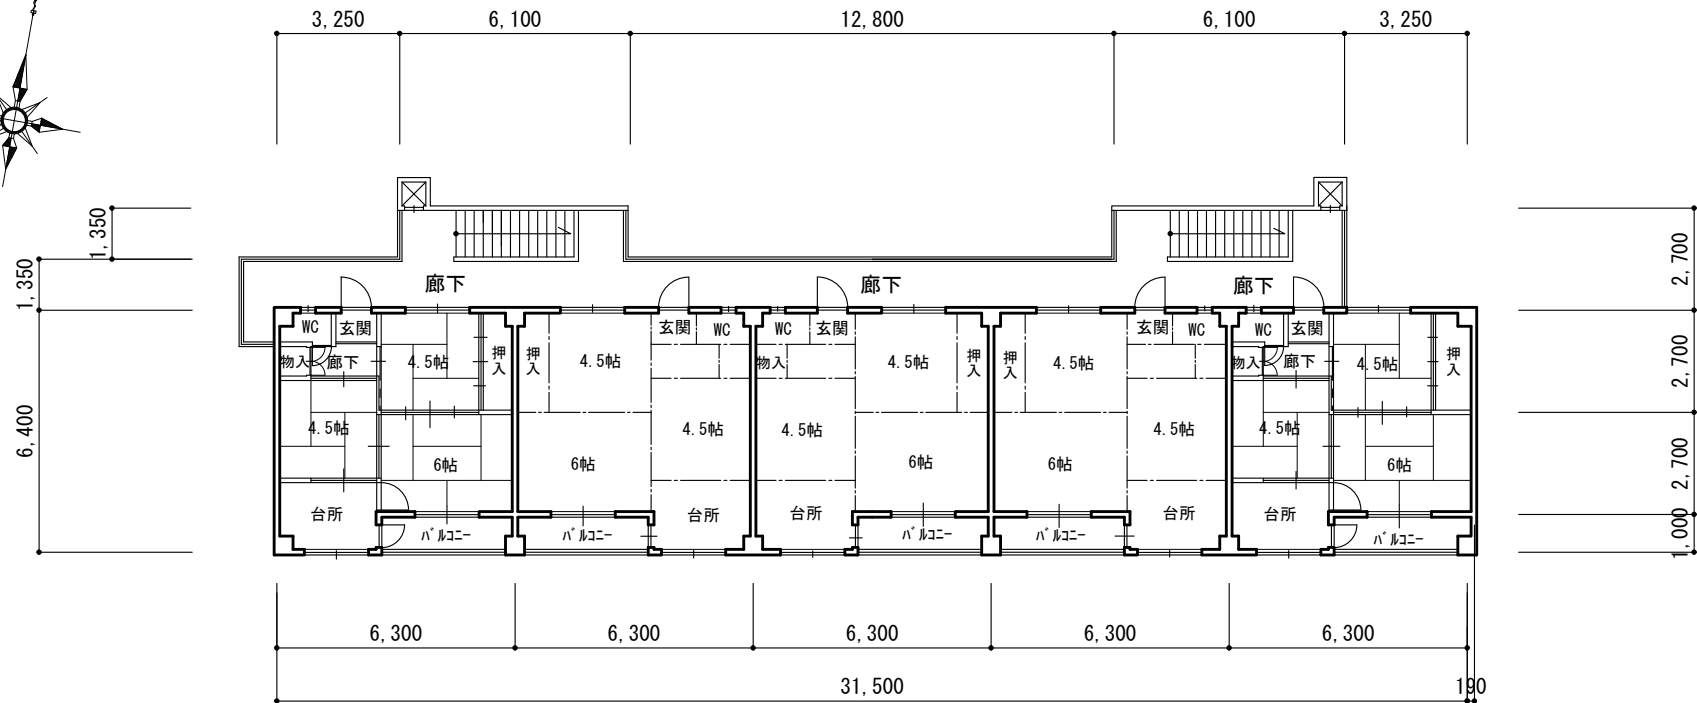 3,250
6,100
12,800
6,100
3,250
1,350
1,350
6,400
2,700
2,700
2,700
1,000
廊下
廊下
廊下
WC
玄関
玄関
WC
WC
玄関
玄関
WC
WC
玄関
物入
廊下
4.5帖
押入
押入
4.5帖
物入
4.5帖
押入
押入
4.5帖
物入
廊下
4.5帖
押入
4.5帖
6帖
6帖
4.5帖
4.5帖
6帖
6帖
4.5帖
4.5帖
6帖
台所
バルコニー
バルコニー
台所
台所
バルコニー
バルコニー
台所
台所
バルコニー
6,300
6,300
6,300
6,300
6,300
31,500
190